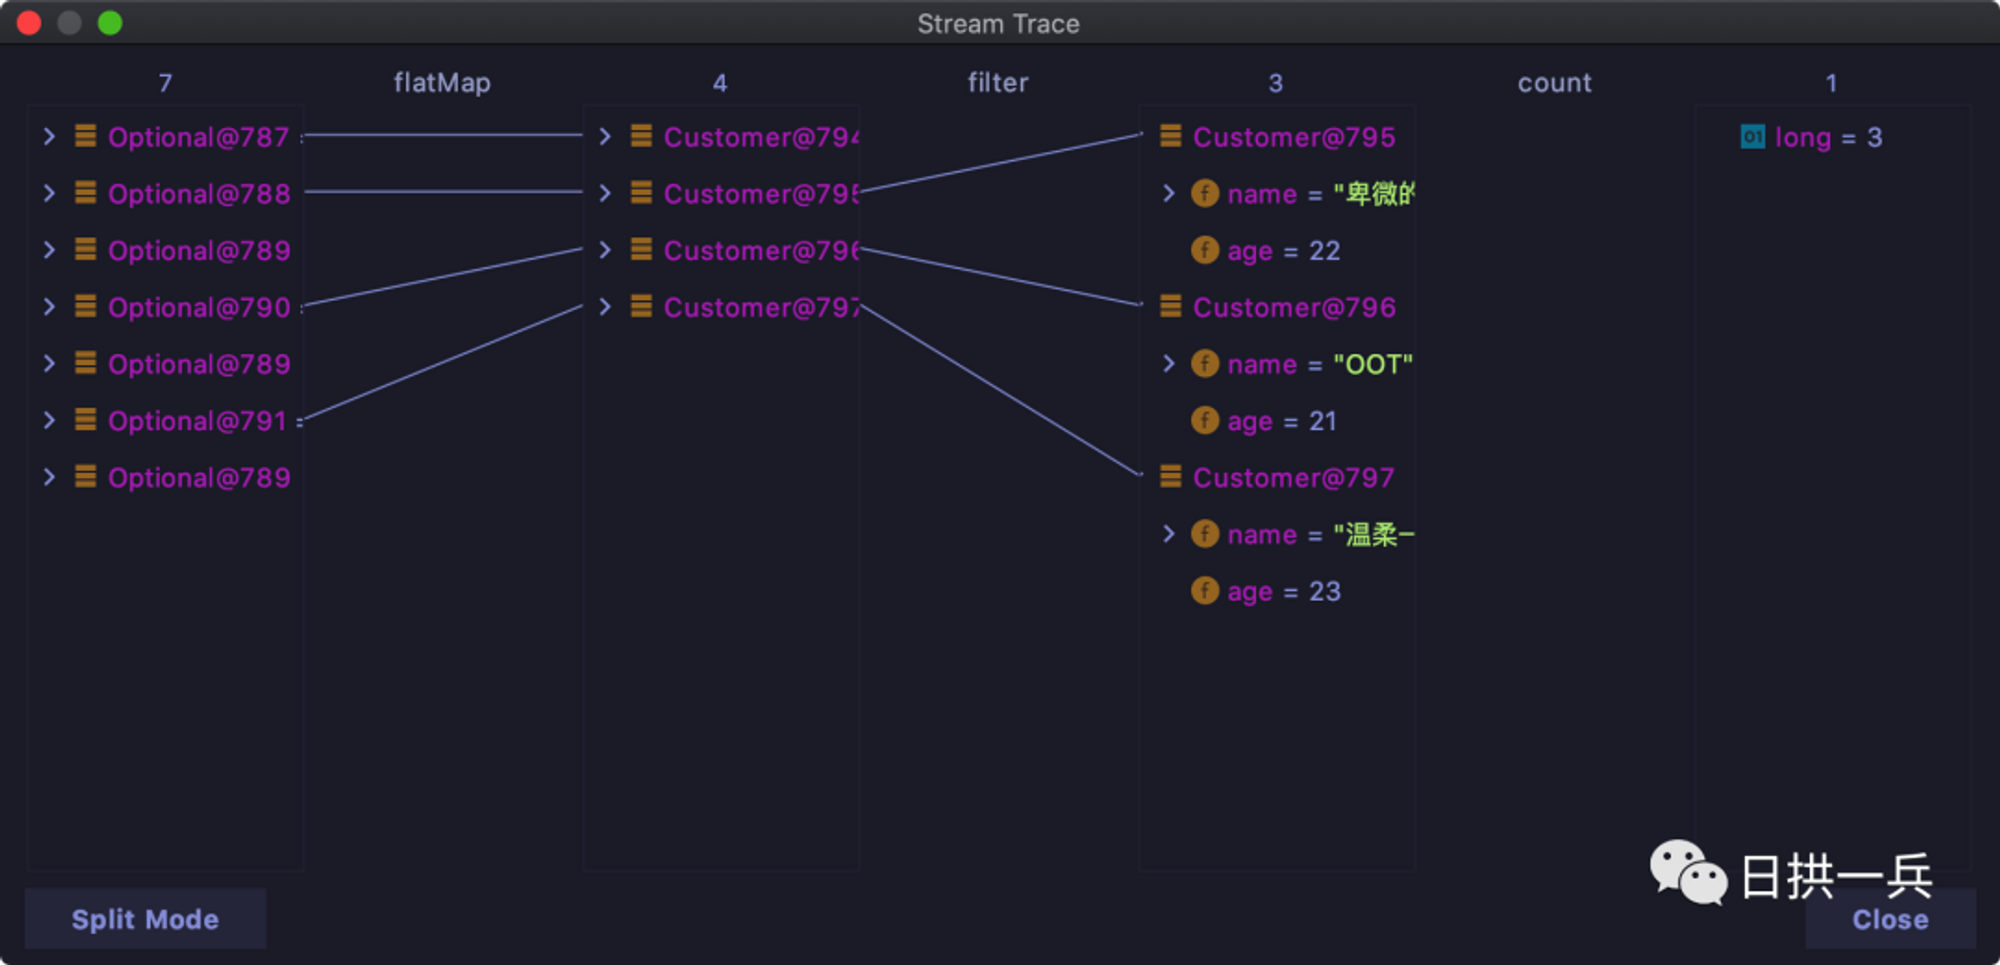 Stream Trace
7 flatMap 4 filter 3 count 1
Optional@787 Customer@794 Customer@795 long = 3
Optional@788 Customer@795 name = "卑微的
Optional@789 Customer@796 age = 22
Optional@790 Customer@797 Customer@796
Optional@789 name = "OOT"
Optional@791 = age = 21
Optional@789 Customer@797
name = "温柔一
age = 23
日拱一兵
Split Mode Close